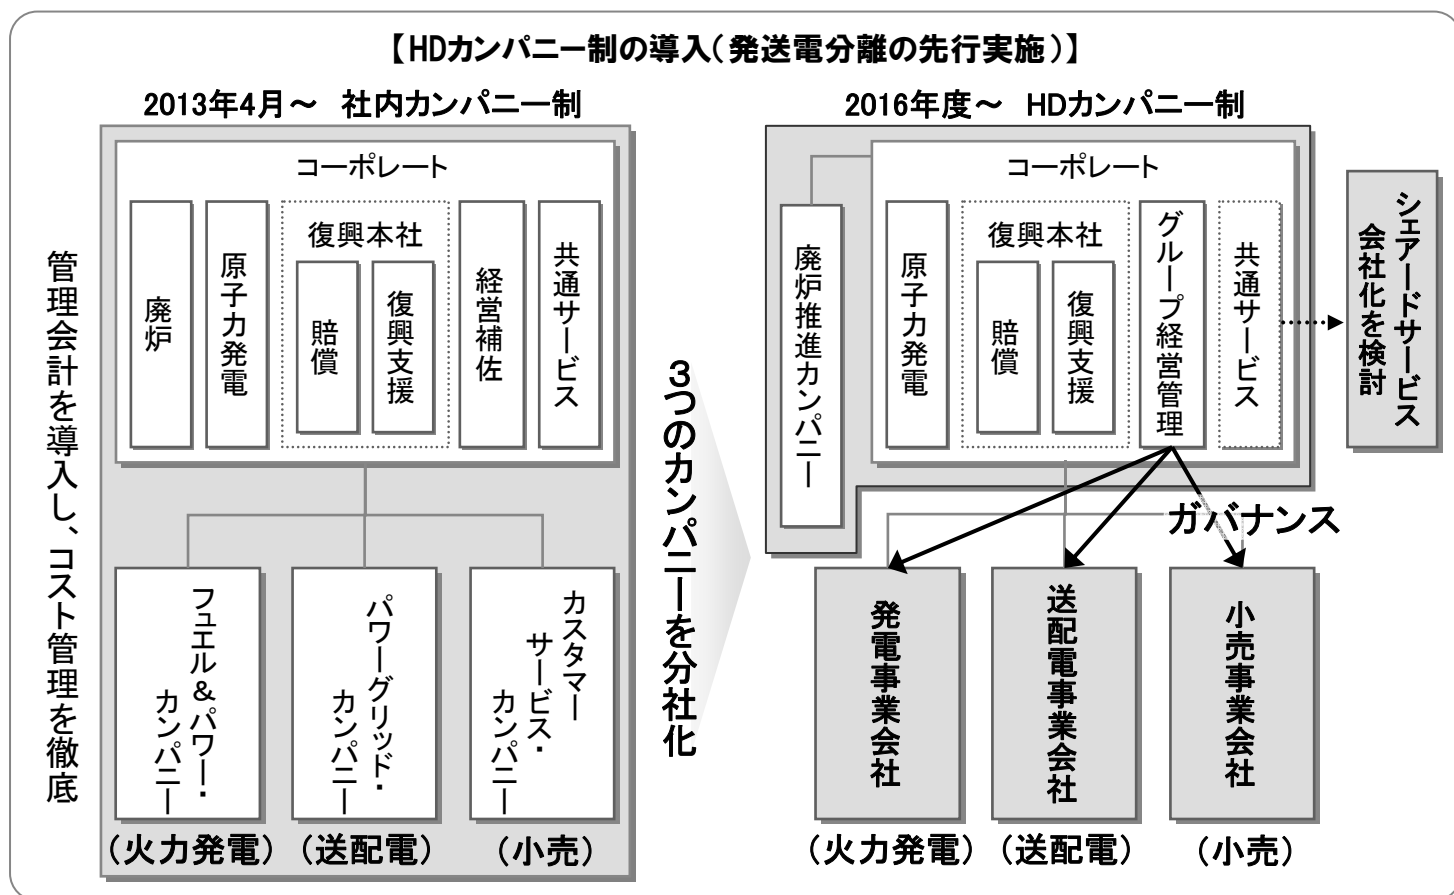 【HDカンパニー制の導入(発送電分離の先行実施)】
2013年4月～　社内カンパニー制
管理会計を導入し、コスト管理を徹底
コーポレート
廃炉
原子力発電
復興本社
賠償
復興支援
経営補佐
共通サービス
フュエル&パワー・
カンパニー
パワーグリッド・
カンパニー
カスタマー
サービス・
カンパニー
(火力発電)
(送配電)
(小売)
3つのカンパニーを分社化
2016年度～　HDカンパニー制
コーポレート
廃炉推進カンパニー
原子力発電
復興本社
賠償
復興支援
グループ経営管理
共通サービス
シェアードサービス
会社化を検討
ガバナンス
発電事業会社
送配電事業会社
小売事業会社
(火力発電)
(送配電)
(小売)